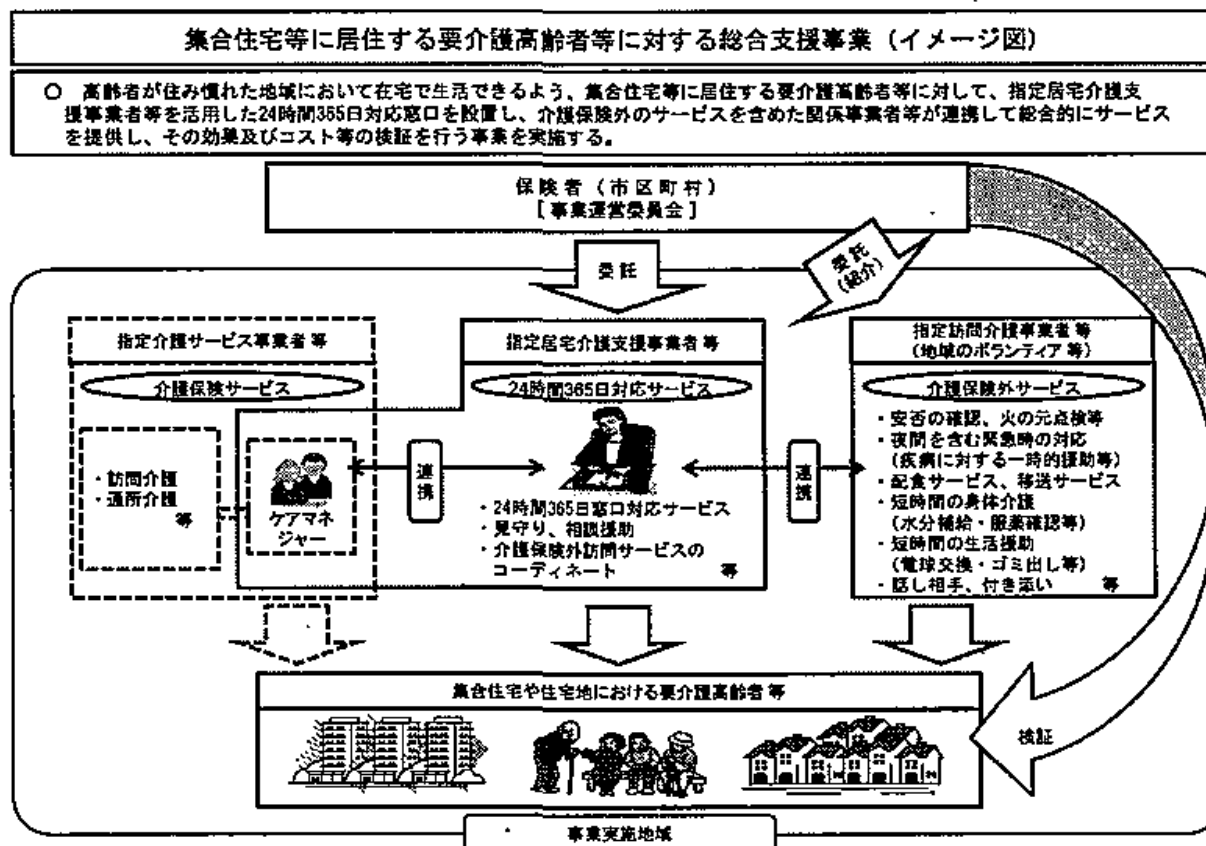 集合住宅等に居住する要介護高齢者等に対する総合支援事業（イメージ図）
○ 高齢者が住み慣れた地域において在宅で生活できるよう、集合住宅等に居住する要介護高齢者等に対して、指定居宅介護支
援事業者等を活用した24時間365日対応窓口を設置し、介護保険外のサービスを含めた関係事業者等が連携して総合的にサービス
を提供し、その効果及びコスト等の検証を行う事業を実施する。
保険者（市区町村）
［事業運営委員会］
委託
委託
（紹介）
指定介護サービス事業者等
介護保険サービス
・訪問介護
・通所介護
等
ケアマネ
ジャー
連携
指定居宅介護支援事業者等
24時間365日対応サービス
・24時間365日窓口対応サービス
・見守り、相談援助
・介護保険外訪問サービスの
コーディネート 等
連携
指定訪問介護事業者等
（地域のボランティア等）
介護保険外サービス
・安否の確認、火の元点検等
・夜間を含む緊急時の対応
（疾病に対する一時的援助等）
・配食サービス、移送サービス
・短時間の身体介護
（水分補給・服薬確認等）
・短時間の生活援助
（電球交換・ゴミ出し等）
・話し相手、付き添い 等
集合住宅や住宅地における要介護高齢者等
検証
事業実施地域